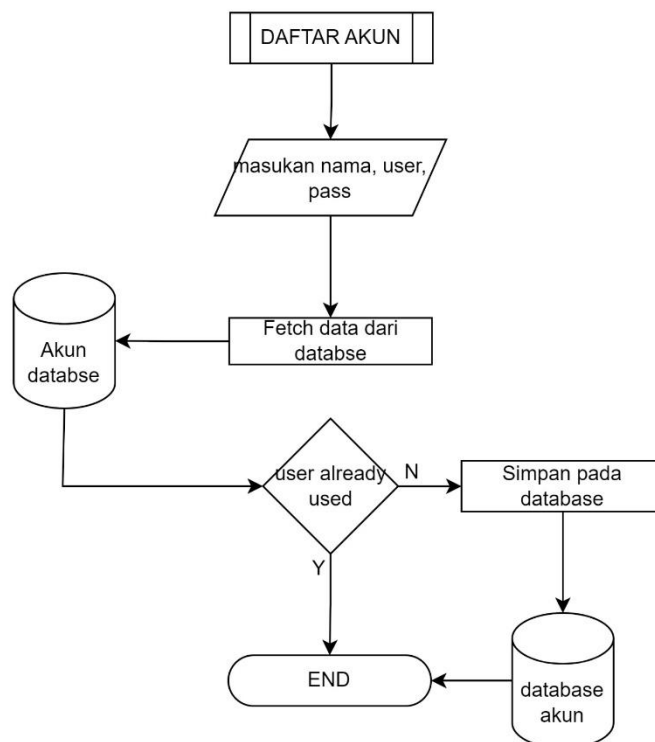 DAFTAR AKUN
masukan nama, user,
pass
Fetch data dari
databse
Akun
databse
user already
used
N
Simpan pada
database
Y
END
database
akun